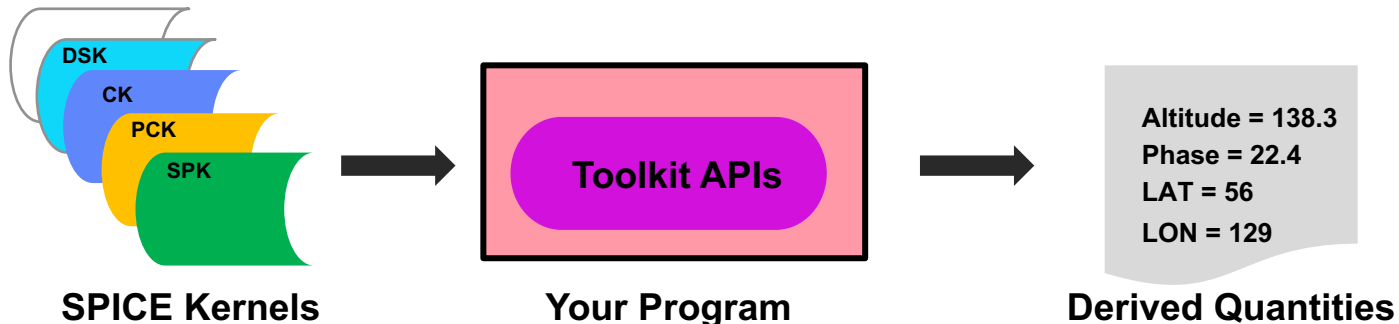 DSK
CK
PCK
SPK
SPICE Kernels
Toolkit APIs
Your Program
Altitude = 138.3
Phase = 22.4
LAT = 56
LON = 129
Derived Quantities